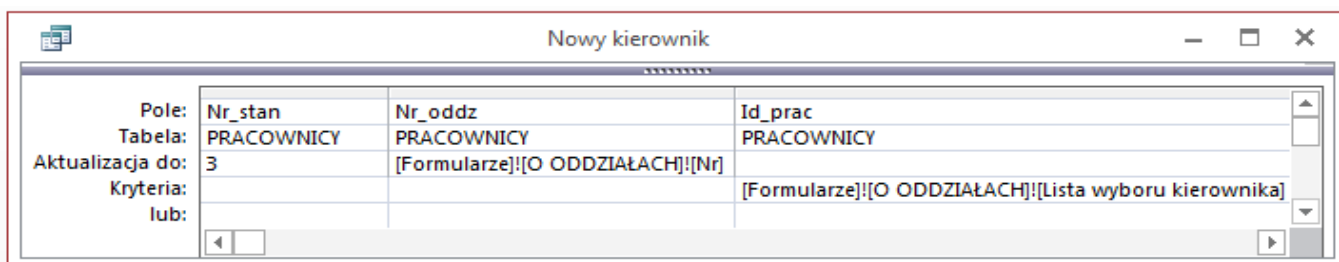 Nowy kierownik
Pole: Nr_stan Nr_oddz Id_prac
Tabela: PRACOWNICY PRACOWNICY PRACOWNICY
Aktualizacja do: 3 [Formularze]![O ODDZIAŁACH]![Nr]
Kryteria: [Formularze]![O ODDZIAŁACH]![Lista wyboru kierownika]
lub: